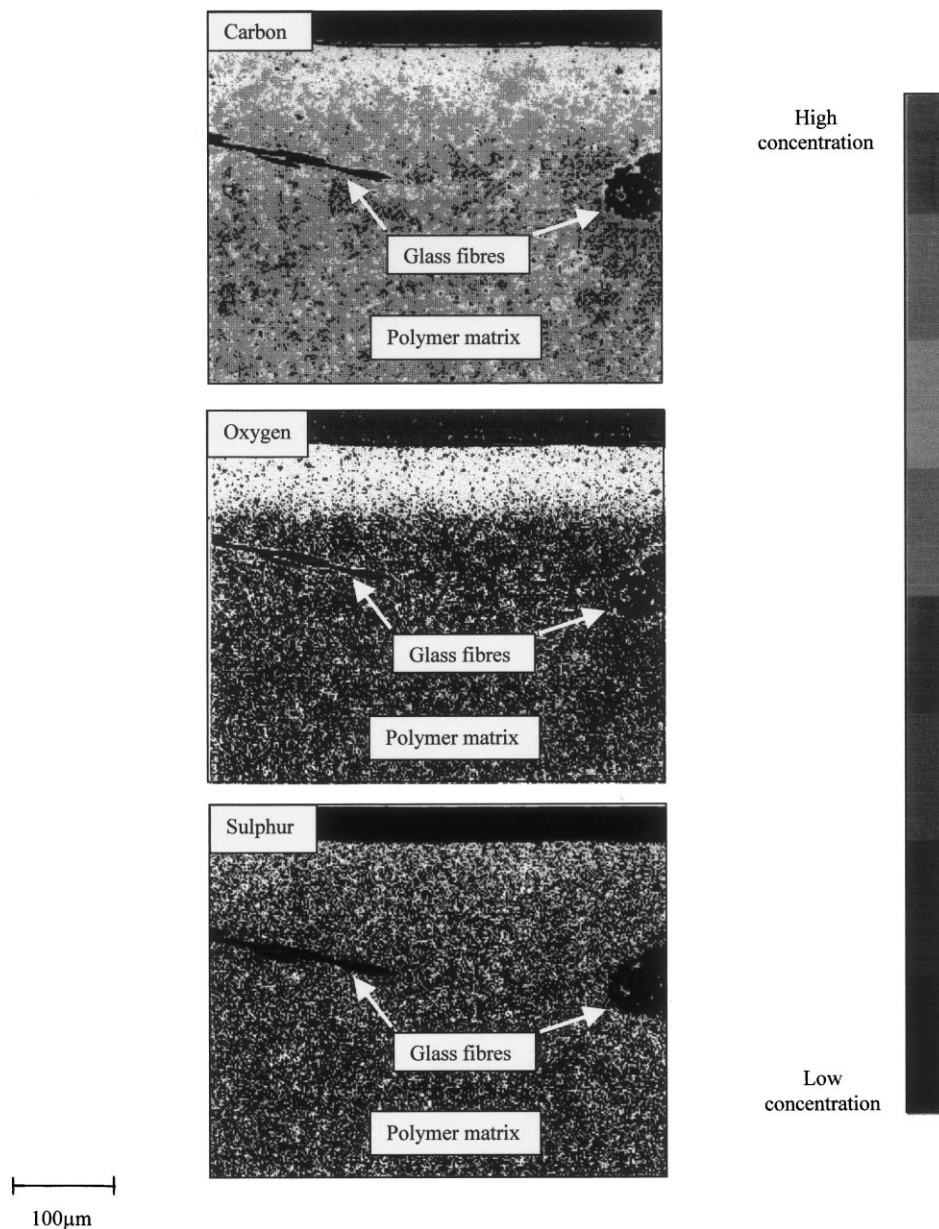 Carbon
High
concentration
Glass fibres
Polymer matrix
Oxygen
Glass fibres
Polymer matrix
Sulphur
Glass fibres
Low
concentration
Polymer matrix
100µm